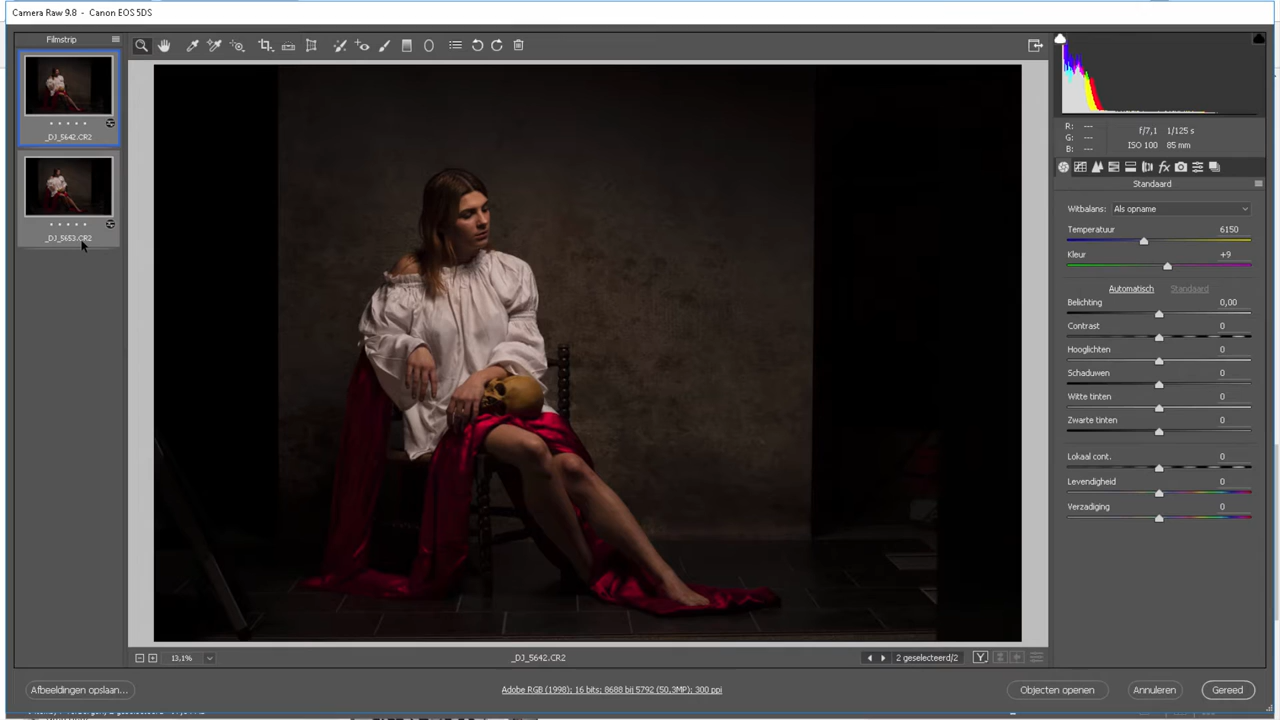 Camera Raw 9.8 - Canon EOS 5DS
Filmstrip
_DJ_5642.CR2
_DJ_5653.CR2
R: ---
G: ---
B: ---
f/7,1 1/125 s
ISO 100 85 mm
Standaard
Witbalans: Als opname
Temperatuur 6150
Kleur +9
Automatisch Standaard
Belichting 0,00
Contrast 0
Hooglichten 0
Schaduwen 0
Witte tinten 0
Zwarte tinten 0
Lokaal cont. 0
Levendigheid 0
Verzadiging 0
13,1% _DJ_5642.CR2 2 geselecteerd/2 Y
Afbeeldingen opslaan... Adobe RGB (1998); 16 bits; 8688 bij 5792 (50,3MP); 300 ppi Objecten openen Annuleren Gereed